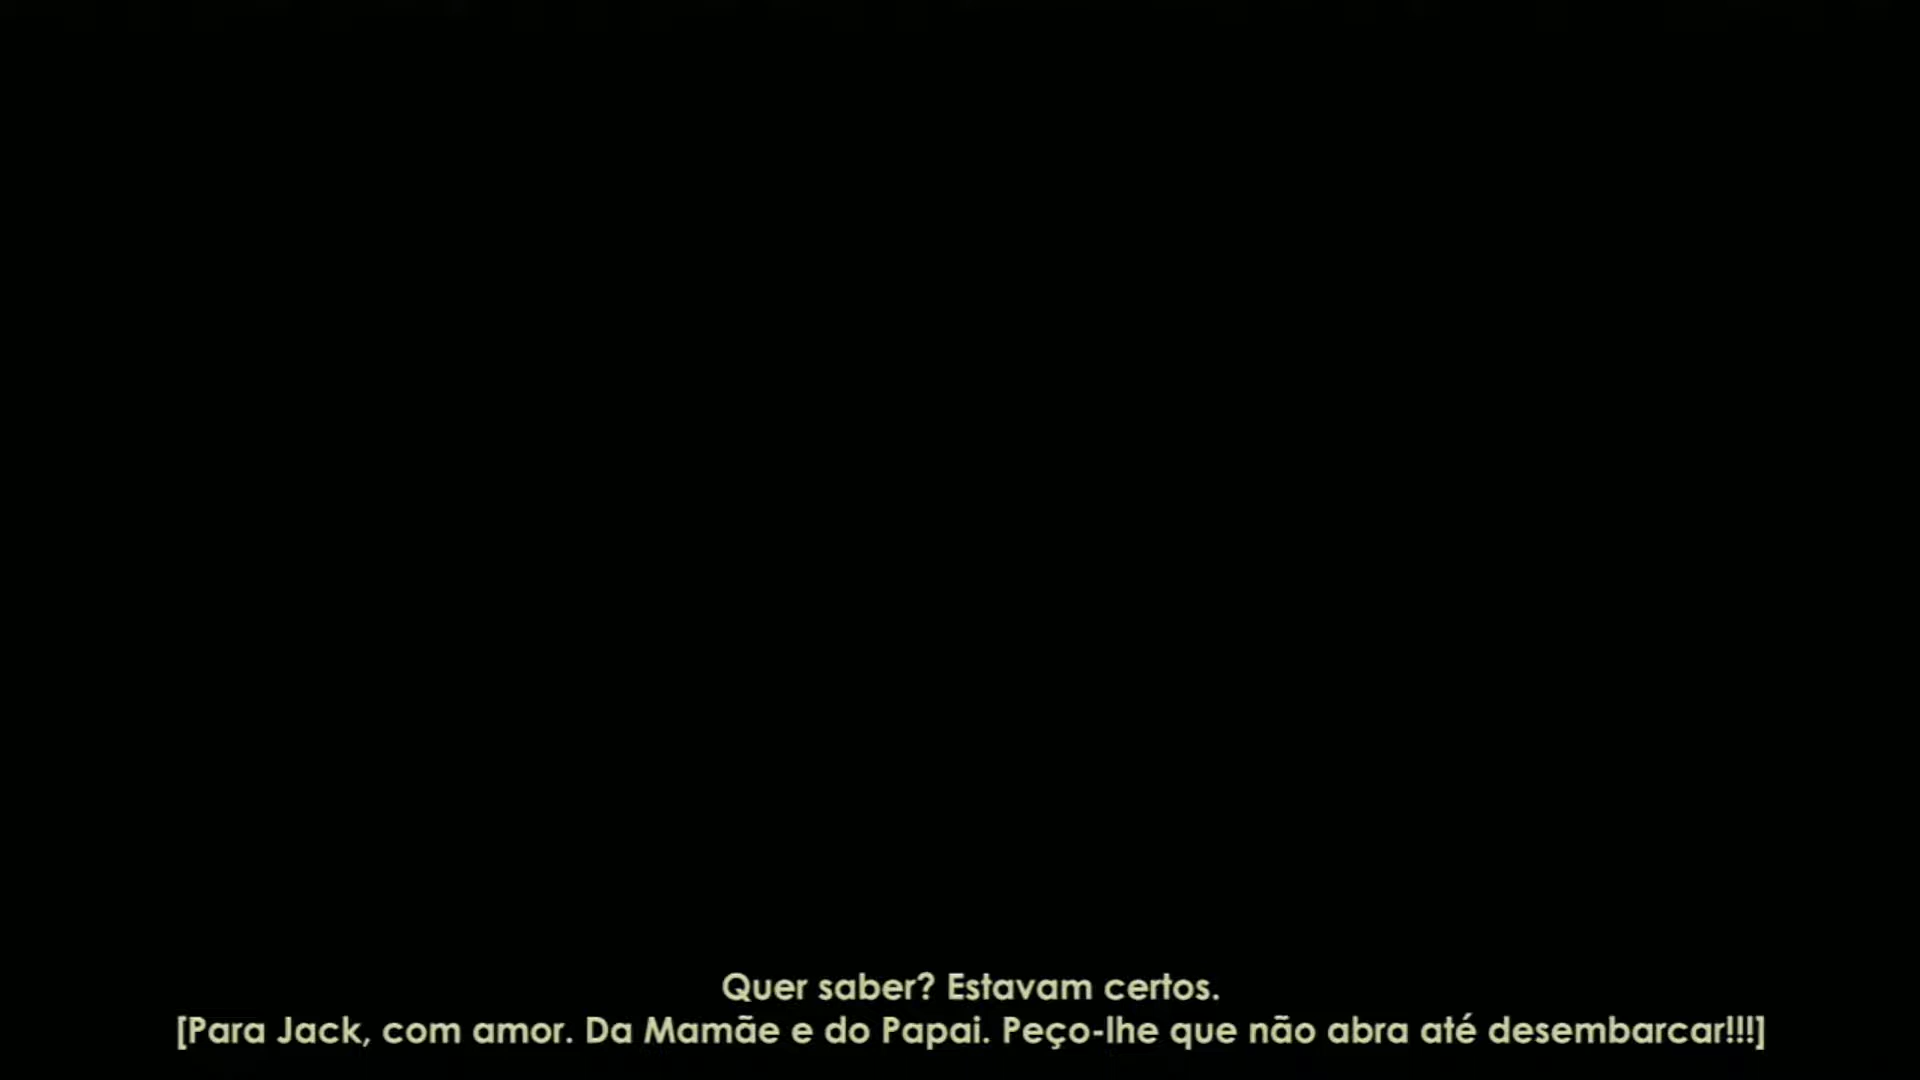 Quer saber? Estavam certos.
[Para Jack, com amor. Da Mamãe e do Papai. Peço-lhe que não abra até desembarcar!!!]